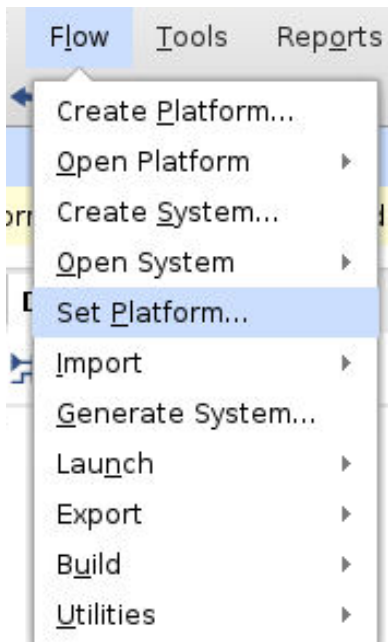 Flow Tools Reports
Create Platform...
Open Platform
Create System...
Open System
Set Platform...
Import
Generate System...
Launch
Export
Build
Utilities